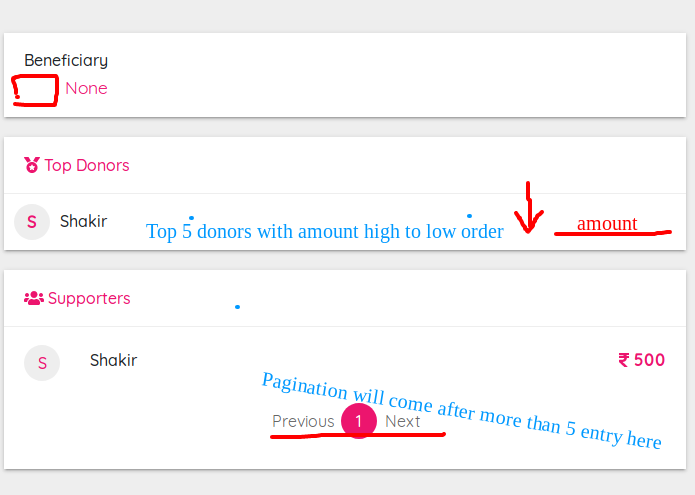 Beneficiary
None
Top Donors
S Shakir
Top 5 donors with amount high to low order
amount
Supporters
S Shakir ₹ 500
Pagination will come after more than 5 entry here
Previous 1 Next